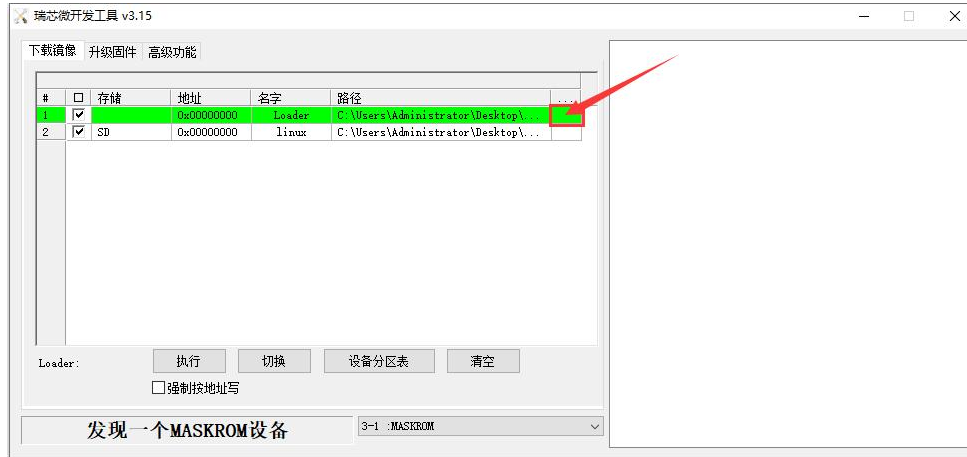 瑞芯微开发工具 v3.15
下载镜像 升级固件 高级功能
# 存储 地址 名字 路径 ...
1 0x00000000 Loader C:\Users\Administrator\Desktop\...
2 SD 0x00000000 linux C:\Users\Administrator\Desktop\...
Loader: 执行 切换 设备分区表 清空
强制按地址写
发现一个MASKROM设备 3-1 :MASKROM